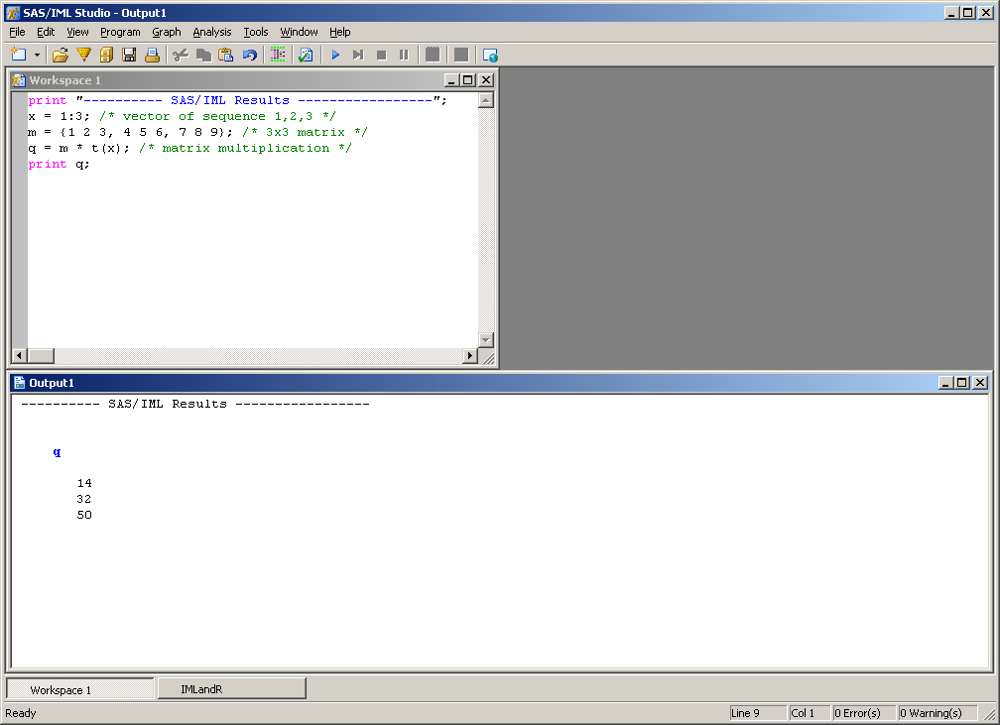 SAS/IML Studio - Output1
File Edit View Program Graph Analysis Tools Window Help
Workspace 1
print "---------- SAS/IML Results -----------------";
x = 1:3; /* vector of sequence 1,2,3 */
m = {1 2 3, 4 5 6, 7 8 9}; /* 3x3 matrix */
q = m * t(x); /* matrix multiplication */
print q;
Output1
---------- SAS/IML Results -----------------
q
14
32
50
Workspace 1 IMLandR
Ready Line 9 Col 1 0 Error(s) 0 Warning(s)